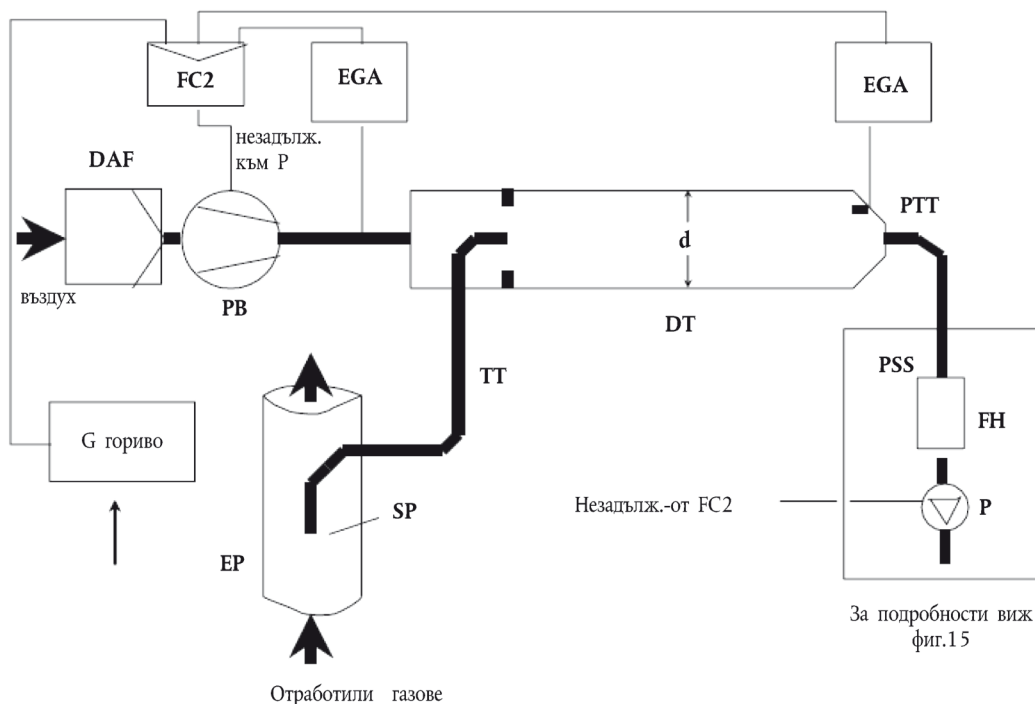 FC2
EGA
EGA
незадълж.
към P
DAF
PTT
d
въздух
PB
DT
PSS
TT
FH
G гориво
SP
Незадълж.-от FC2
P
EP
За подробности виж
фиг.15
Отработили газове